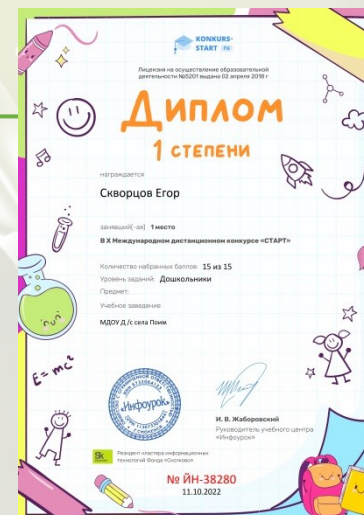 KONKURS-
START ru
Лицензия на осуществление образовательной
деятельности №5201 выдана 02 апреля 2018 г
ДИПЛОМ
1 СТЕПЕНИ
награждается
Скворцов Егор
занявший(-ая) 1 место
В X Международном дистанционном конкурсе «СТАРТ»
Количество набранных баллов: 15 из 15
Уровень заданий: Дошкольники
Предмет:
Учебное заведение
МДОУ Д /с села Поим
E = mc²
«Инфоурок»
И. В. Жаборовский
Руководитель учебного центра
«Инфоурок»
Sk
Резидент кластера информационных
технологий Фонда «Сколково»
№ ЙН-38280
11.10.2022